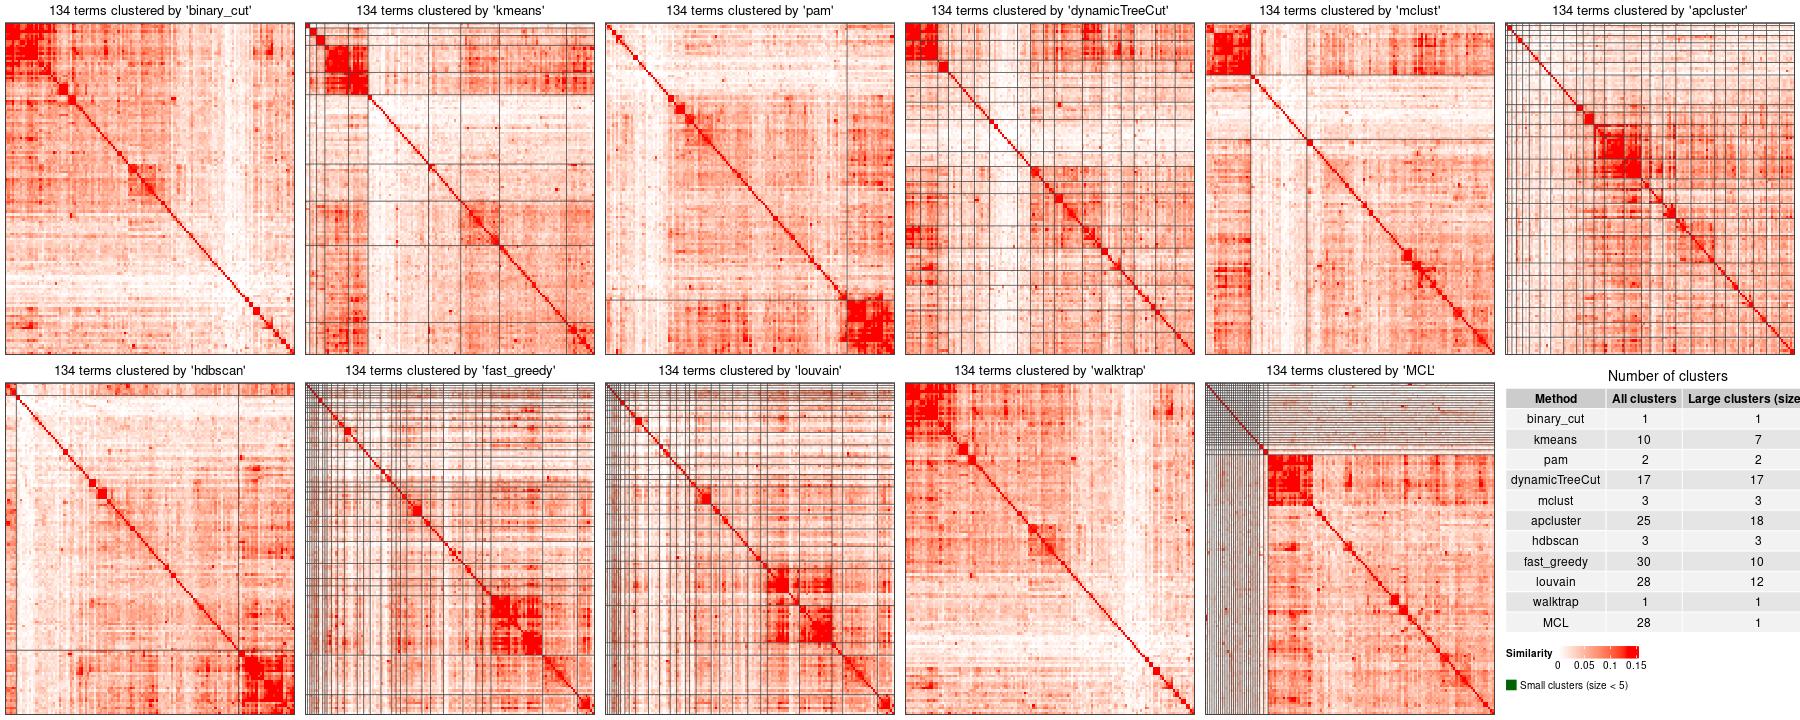 134 terms clustered by 'binary_cut'
134 terms clustered by 'kmeans'
134 terms clustered by 'pam'
134 terms clustered by 'dynamicTreeCut'
134 terms clustered by 'mclust'
134 terms clustered by 'apcluster'
134 terms clustered by 'hdbscan'
134 terms clustered by 'fast_greedy'
134 terms clustered by 'louvain'
134 terms clustered by 'walktrap'
134 terms clustered by 'MCL'
Number of clusters
Method All clusters Large clusters (size
binary_cut 1 1
kmeans 10 7
pam 2 2
dynamicTreeCut 17 17
mclust 3 3
apcluster 25 18
hdbscan 3 3
fast_greedy 30 10
louvain 28 12
walktrap 1 1
MCL 28 1
Similarity
0 0.05 0.1 0.15
Small clusters (size < 5)